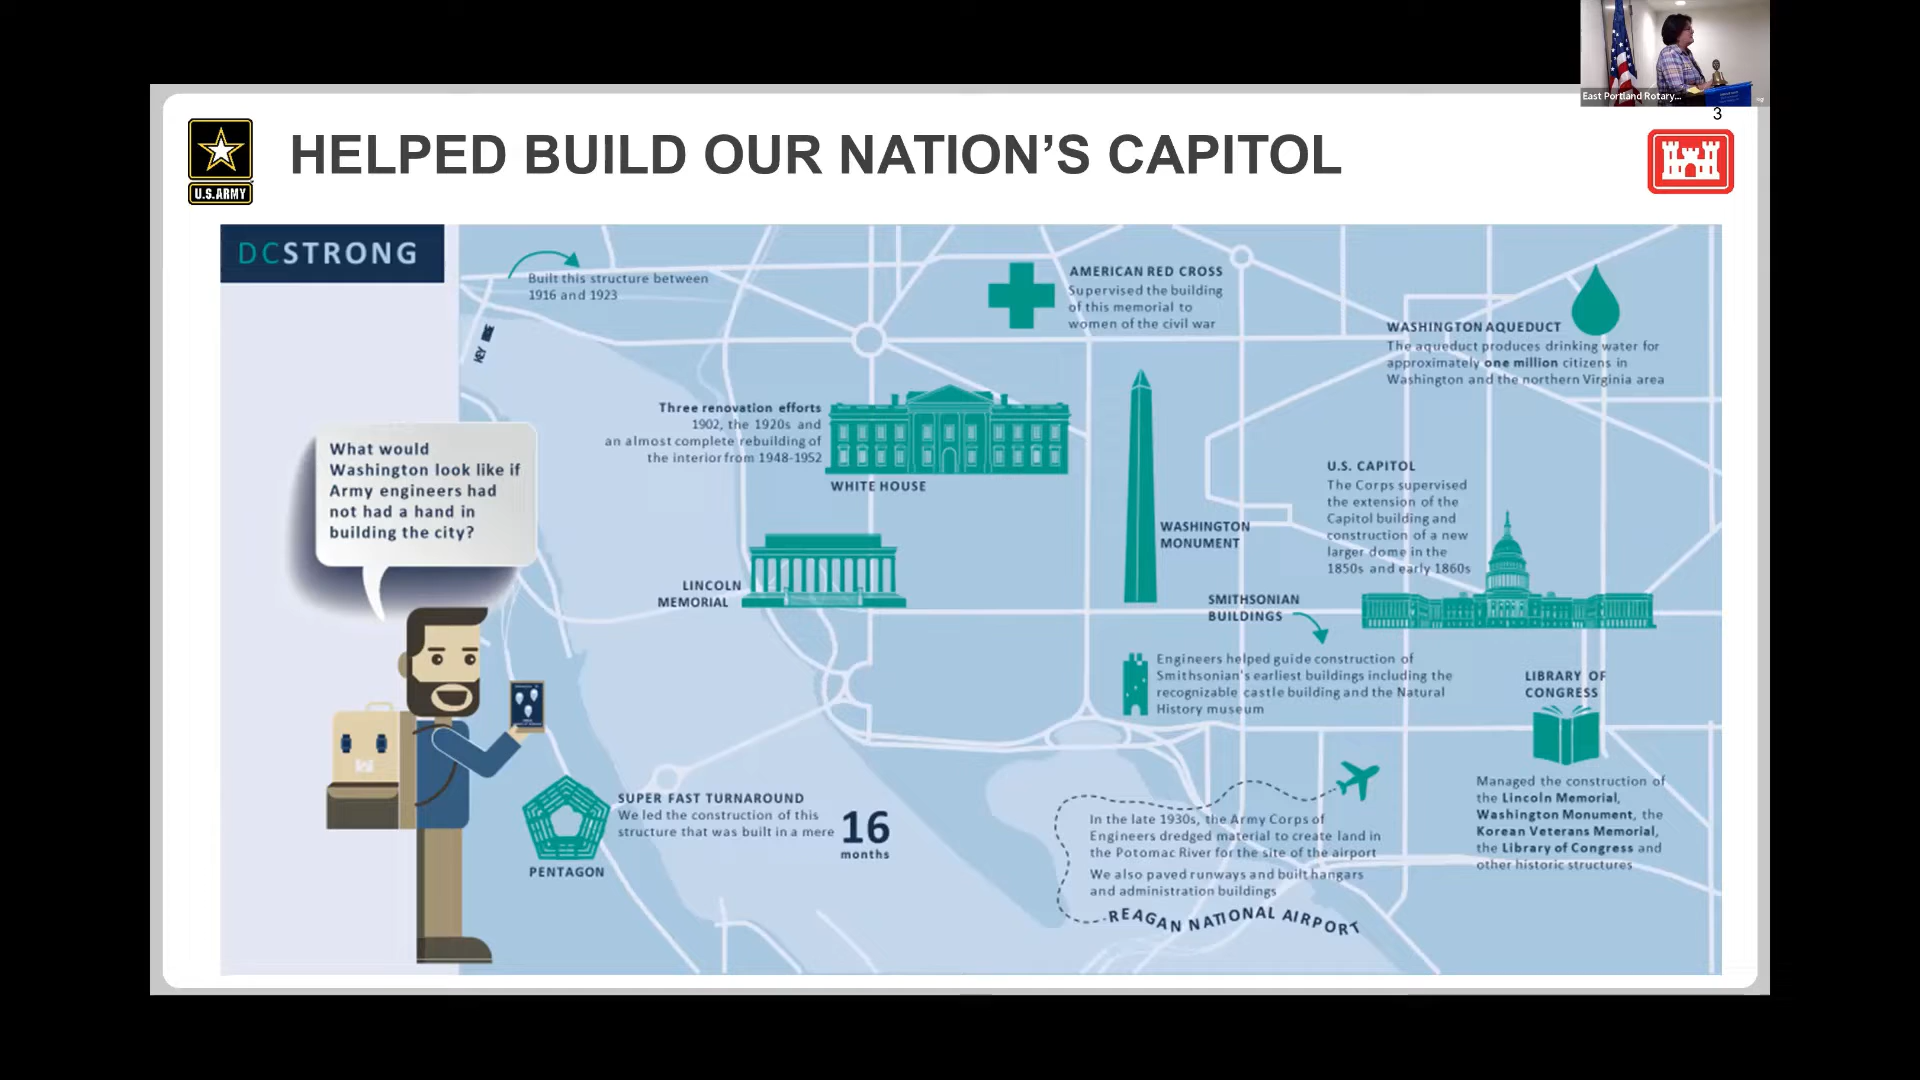 East Portland Rotary...
3
U.S.ARMY
HELPED BUILD OUR NATION’S CAPITOL
DCSTRONG
Built this structure between
1916 and 1923
KEY
AMERICAN RED CROSS
Supervised the building
of this memorial to
women of the civil war
WASHINGTON AQUEDUCT
The aqueduct produces drinking water for
approximately one million citizens in
Washington and the northern Virginia area
Three renovation efforts
1902, the 1920s and
an almost complete rebuilding of
the interior from 1948-1952
WHITE HOUSE
What would
Washington look like if
Army engineers had
not had a hand in
building the city?
WASHINGTON
MONUMENT
U.S. CAPITOL
The Corps supervised
the extension of the
Capitol building and
construction of a new
larger dome in the
1850s and early 1860s
LINCOLN
MEMORIAL
SMITHSONIAN
BUILDINGS
Engineers helped guide construction of
Smithsonian's earliest buildings including the
recognizable castle building and the Natural
History museum
LIBRARY OF
CONGRESS
Managed the construction of
the Lincoln Memorial,
Washington Monument, the
Korean Veterans Memorial,
the Library of Congress and
other historic structures
SUPER FAST TURNAROUND
We led the construction of this
structure that was built in a mere
16
months
PENTAGON
In the late 1930s, the Army Corps of
Engineers dredged material to create land in
the Potomac River for the site of the airport
We also paved runways and built hangars
and administration buildings
REAGAN NATIONAL AIRPORT